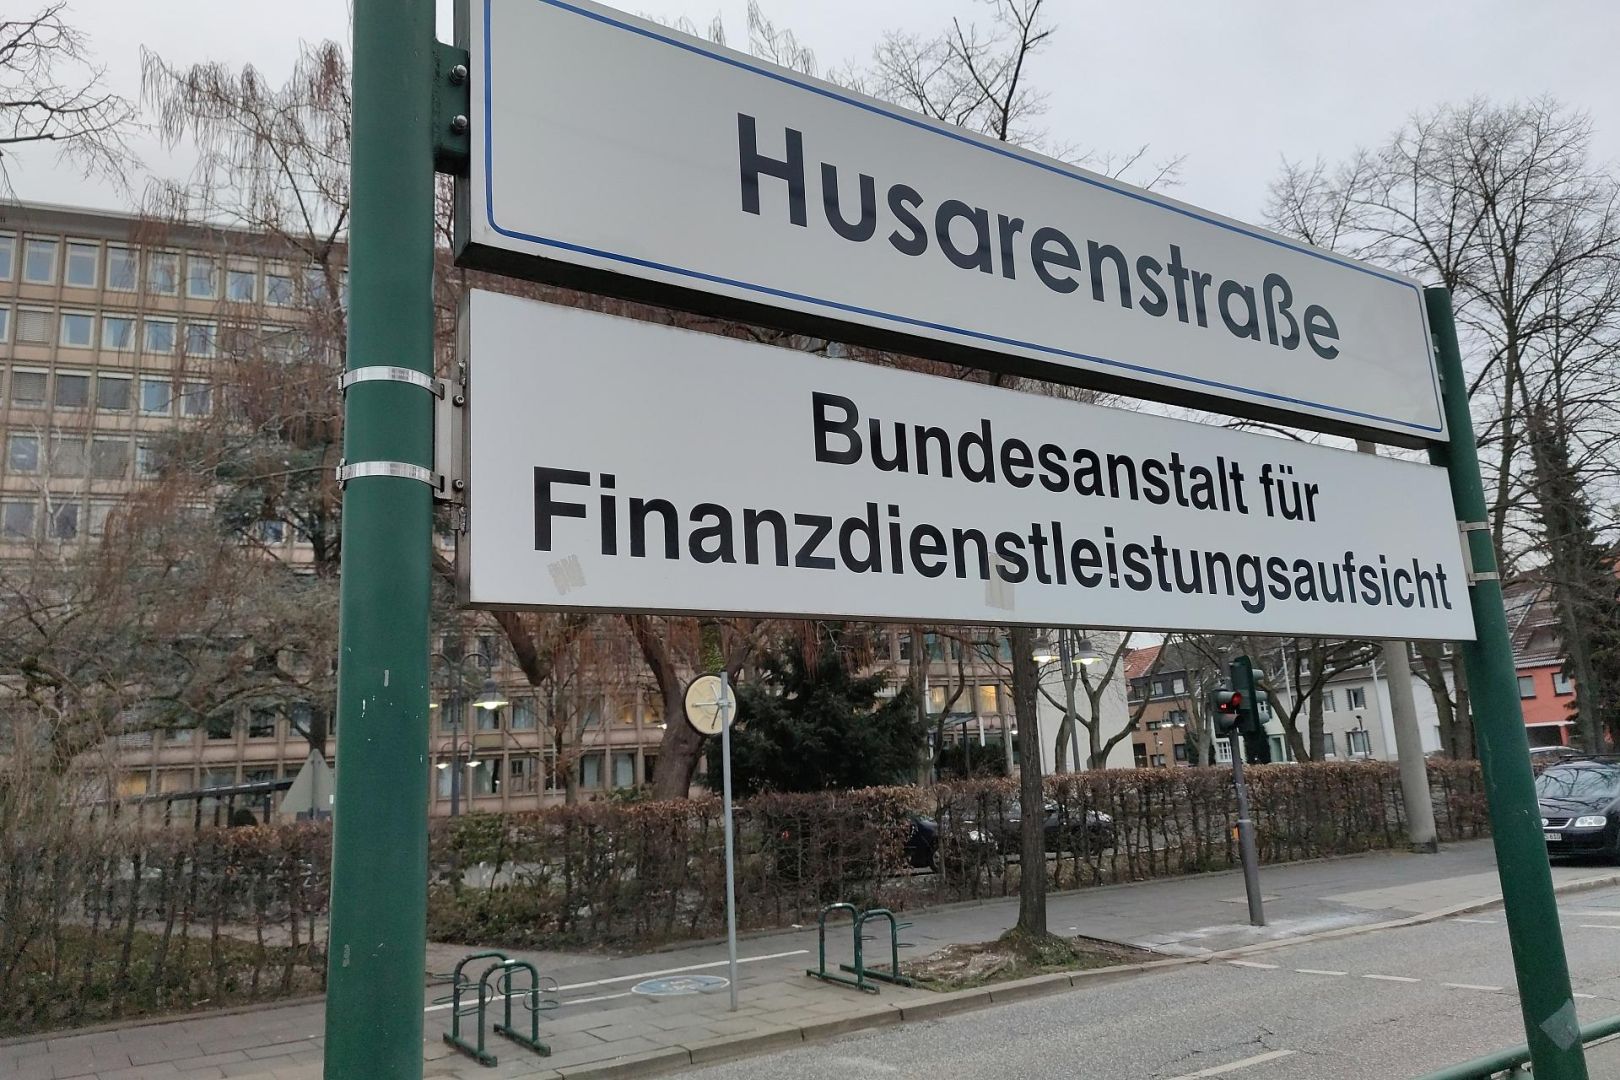 Husarenstraße
Bundesanstalt für
Finanzdienstleistungsaufsicht